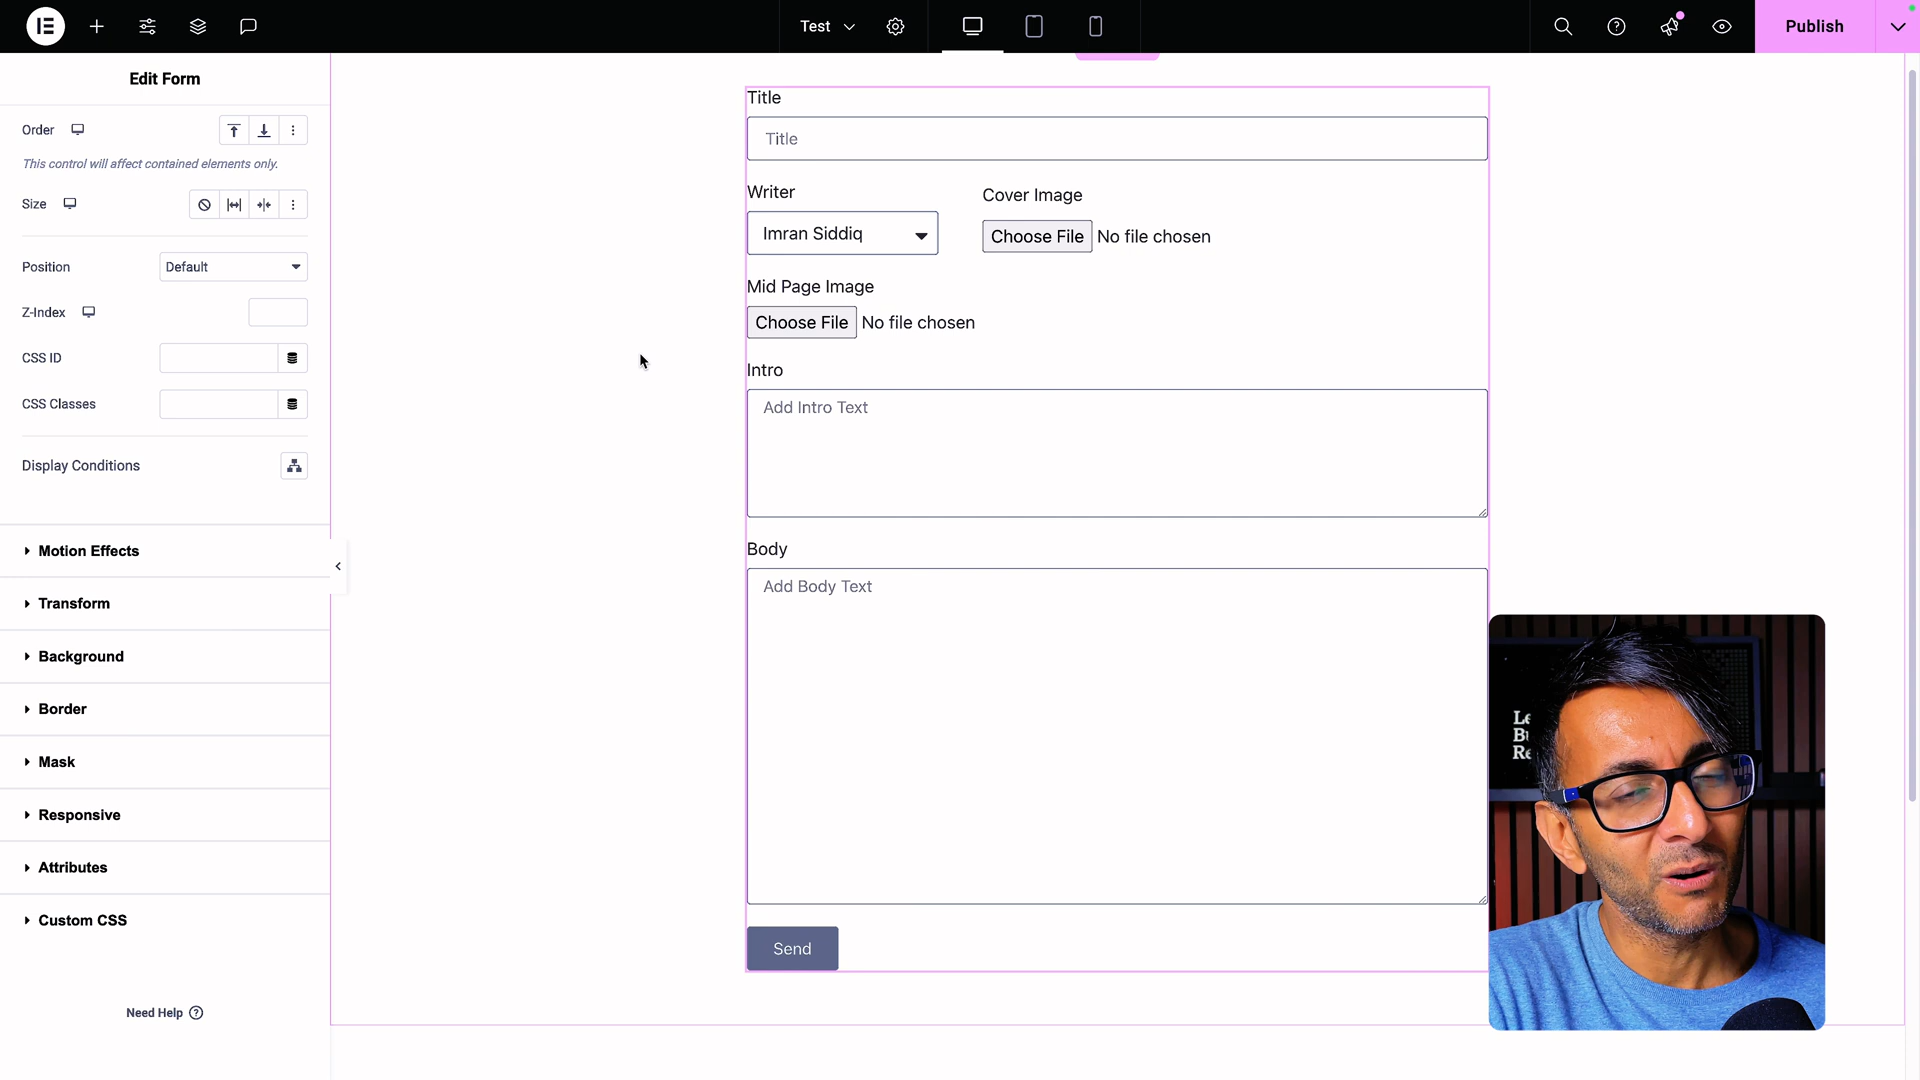 Test
Publish
Edit Form
Order
This control will affect contained elements only.
Size
Position
Default
Z-Index
CSS ID
CSS Classes
Display Conditions
Motion Effects
Transform
Background
Border
Mask
Responsive
Attributes
Custom CSS
Need Help
Title
Title
Writer
Imran Siddiq
Cover Image
Choose File No file chosen
Mid Page Image
Choose File No file chosen
Intro
Add Intro Text
Body
Add Body Text
Send